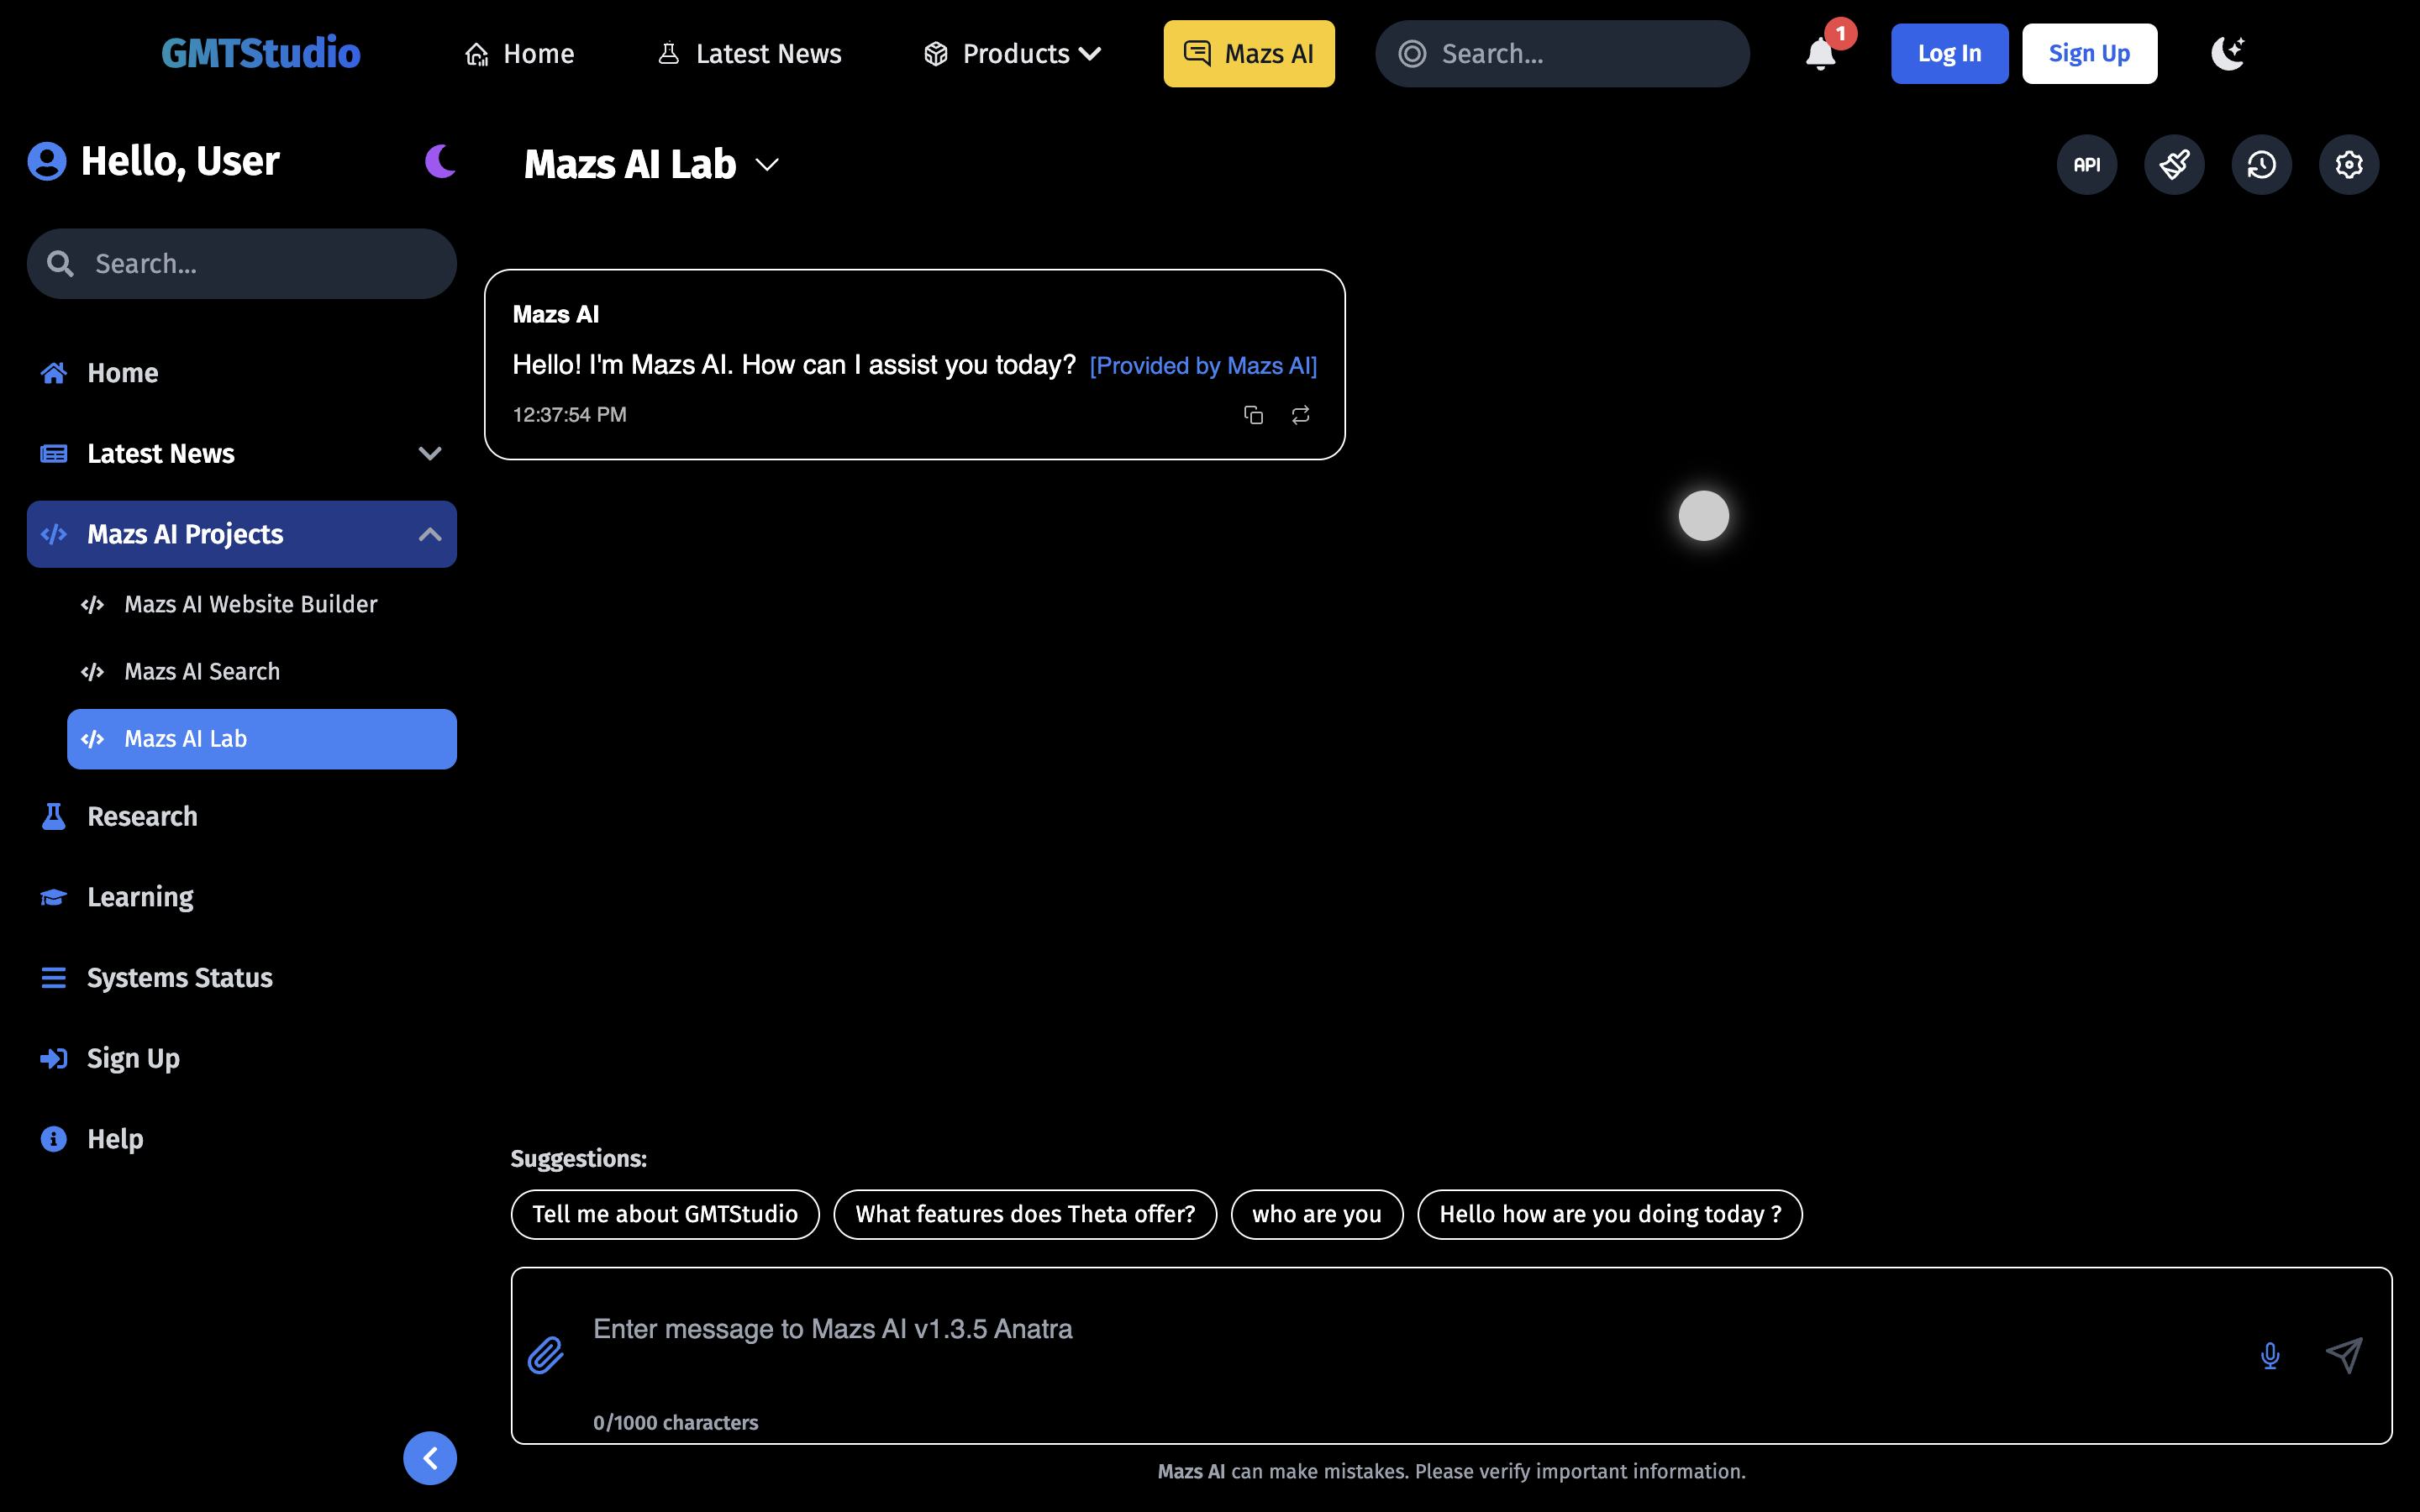 GMTStudio
Home
Latest News
Products
Mazs AI
Search...
1
Log In
Sign Up
Hello, User
Search...
Home
Latest News
Mazs AI Projects
Mazs AI Website Builder
Mazs AI Search
Mazs AI Lab
Research
Learning
Systems Status
Sign Up
Help
Mazs AI Lab
API
Mazs AI
Hello! I'm Mazs AI. How can I assist you today? [Provided by Mazs AI]
12:37:54 PM
Suggestions:
Tell me about GMTStudio
What features does Theta offer?
who are you
Hello how are you doing today ?
Enter message to Mazs AI v1.3.5 Anatra
0/1000 characters
Mazs AI can make mistakes. Please verify important information.